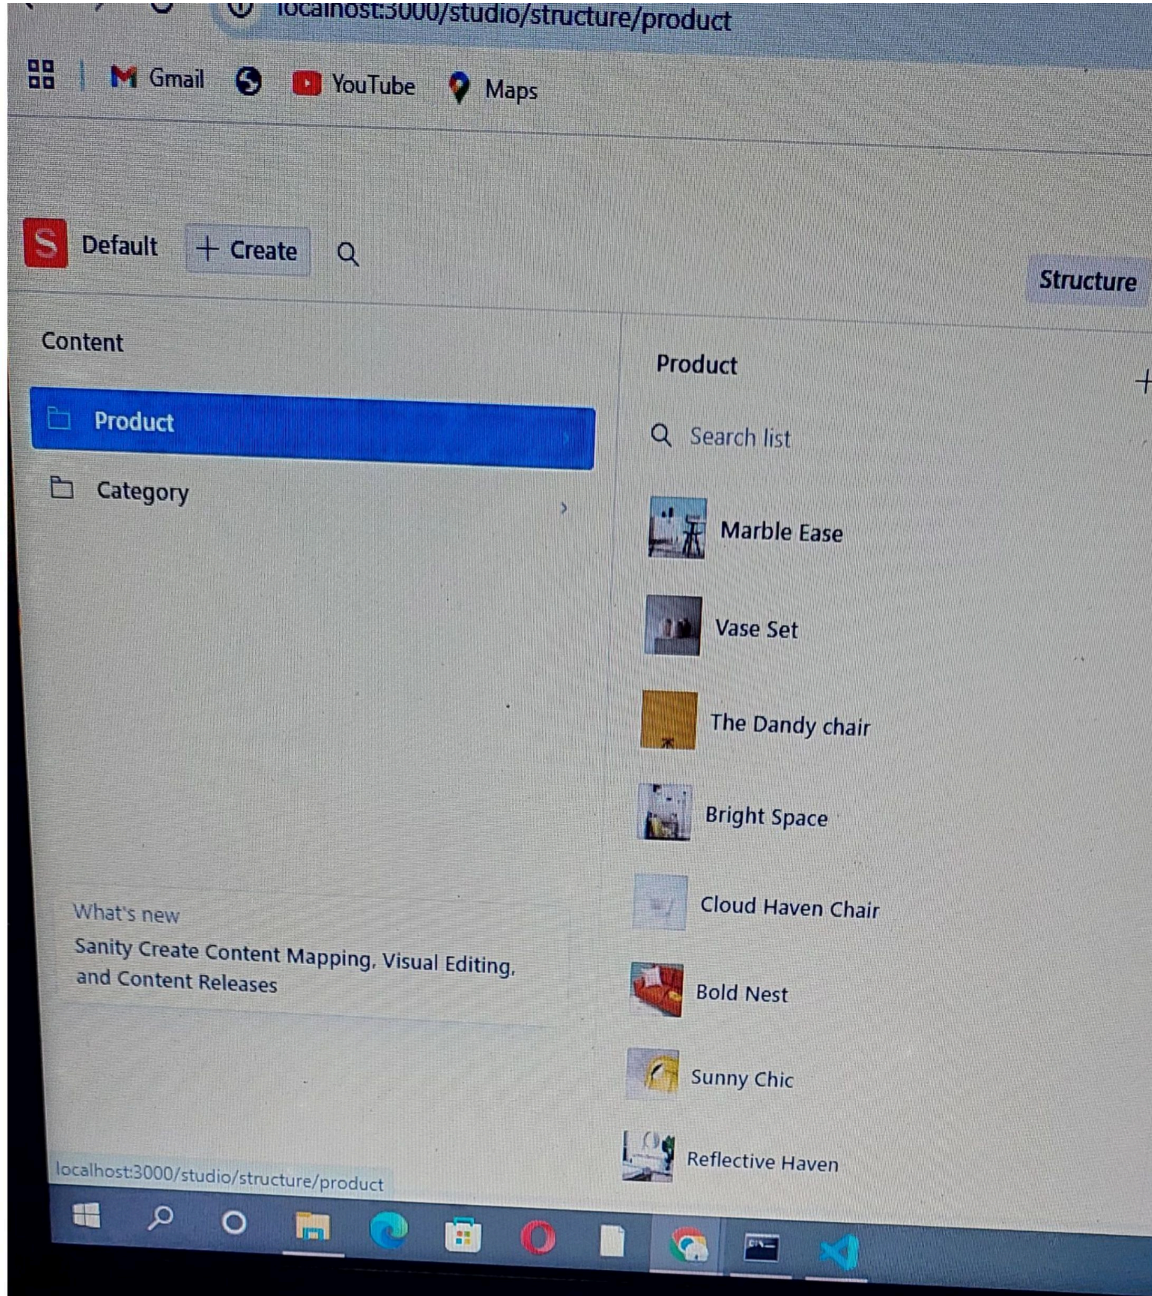 localhost:3000/studio/structure/product
Gmail
YouTube
Maps
S
Default
+ Create
Structure
Content
Product
Category
Product
Search list
Marble Ease
Vase Set
The Dandy chair
Bright Space
Cloud Haven Chair
Bold Nest
Sunny Chic
Reflective Haven
What's new
Sanity Create Content Mapping, Visual Editing,
and Content Releases
localhost:3000/studio/structure/product